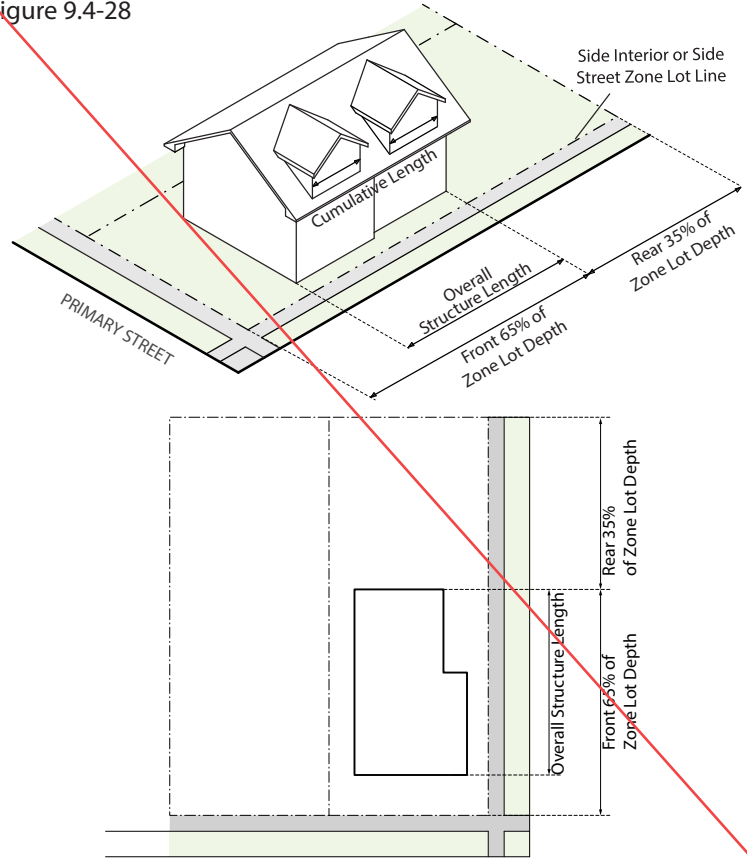 igure 9.4-28
Side Interior or Side
Street Zone Lot Line
Cumulative Length
Rear 35% of
Zone Lot Depth
Overall
Structure Length
Front 65% of
Zone Lot Depth
PRIMARY STREET
Rear 35%
of Zone Lot Depth
Overall Structure Length
Front 65% of
Zone Lot Depth